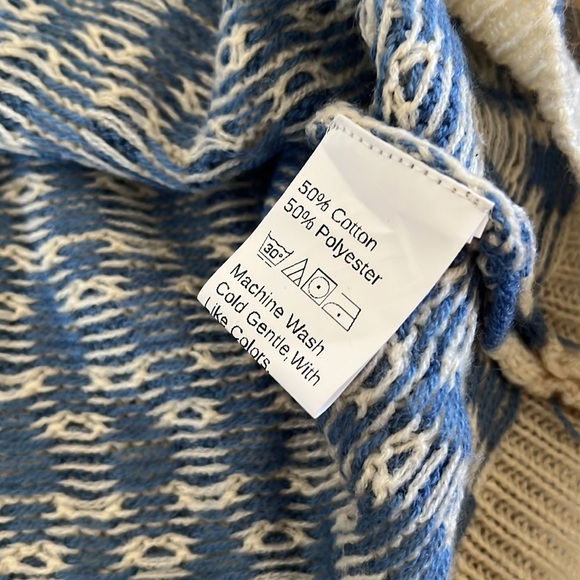 50% Cotton
50% Polyester
30°
Machine Wash
Cold Gentle, With
Like Colors